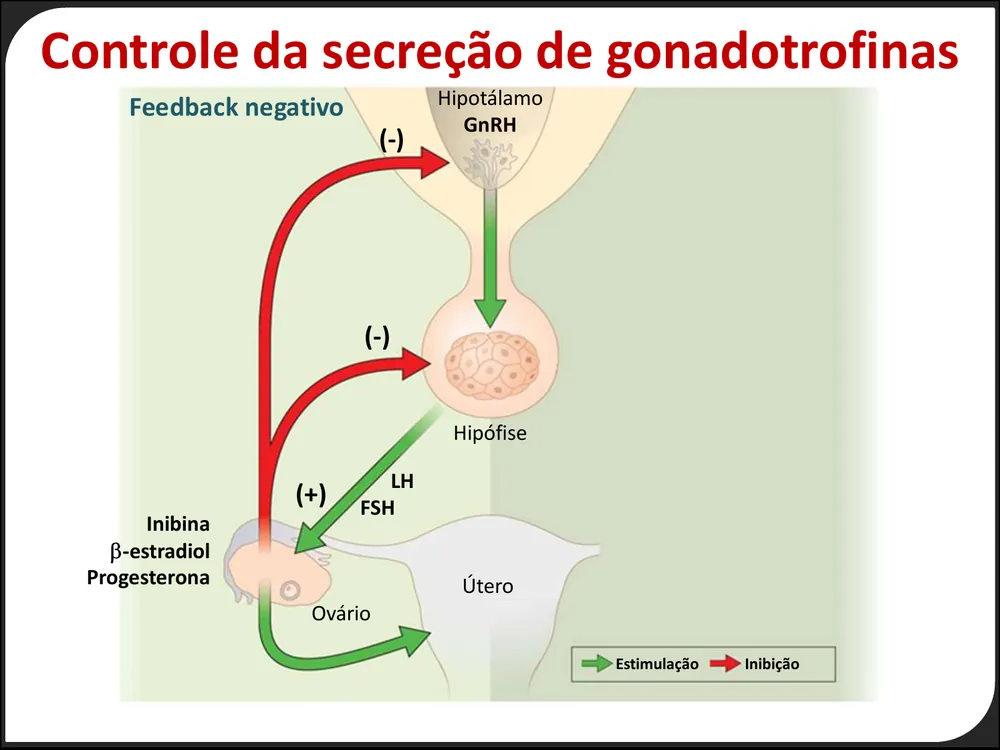 Controle da secreção de gonadotrofinas
Feedback negativo
Hipotálamo
GnRH
(-)
(-)
Hipófise
(+)
LH
FSH
Inibina
β-estradiol
Progesterona
Útero
Ovário
Estimulação
Inibição